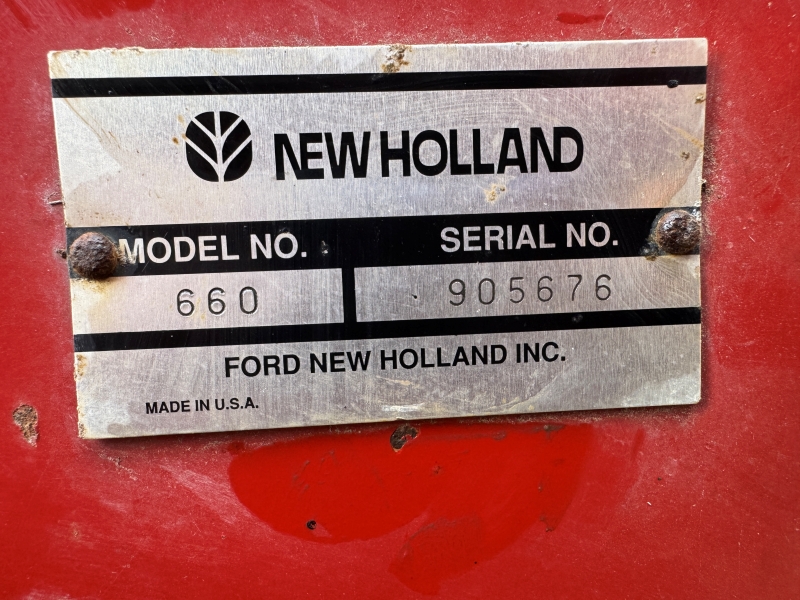 NEW HOLLAND
MODEL NO. SERIAL NO.
660 905676
FORD NEW HOLLAND INC.
MADE IN U.S.A.